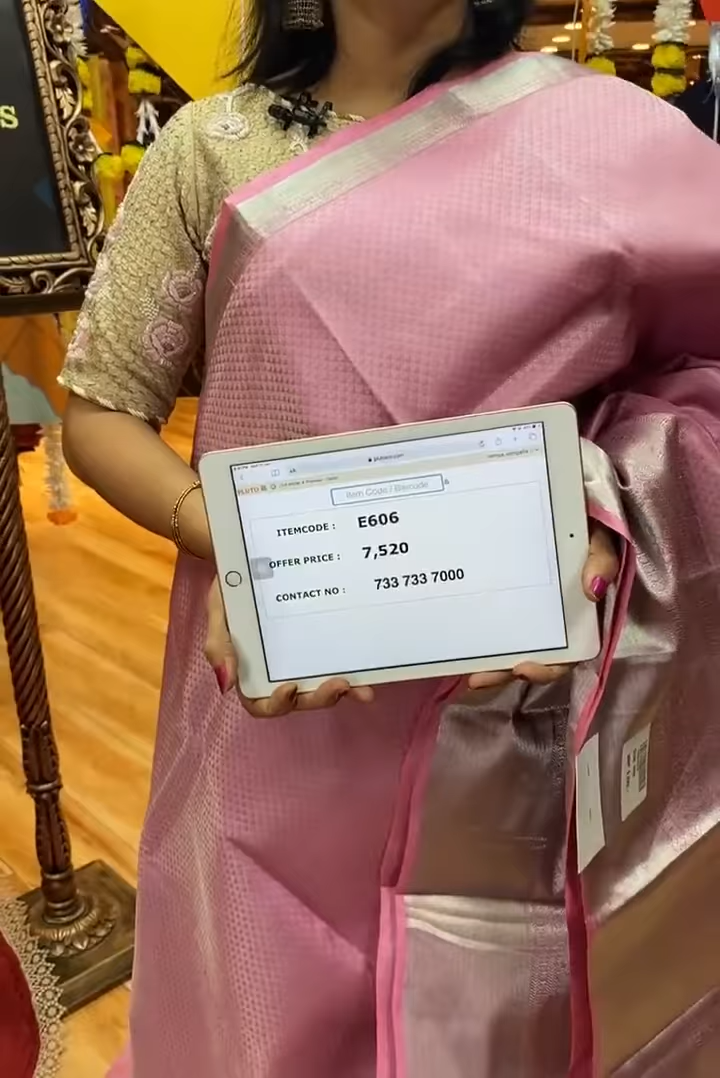 S
Item Code / Barcode
ITEMCODE : E606
OFFER PRICE : 7,520
CONTACT NO : 733 733 7000